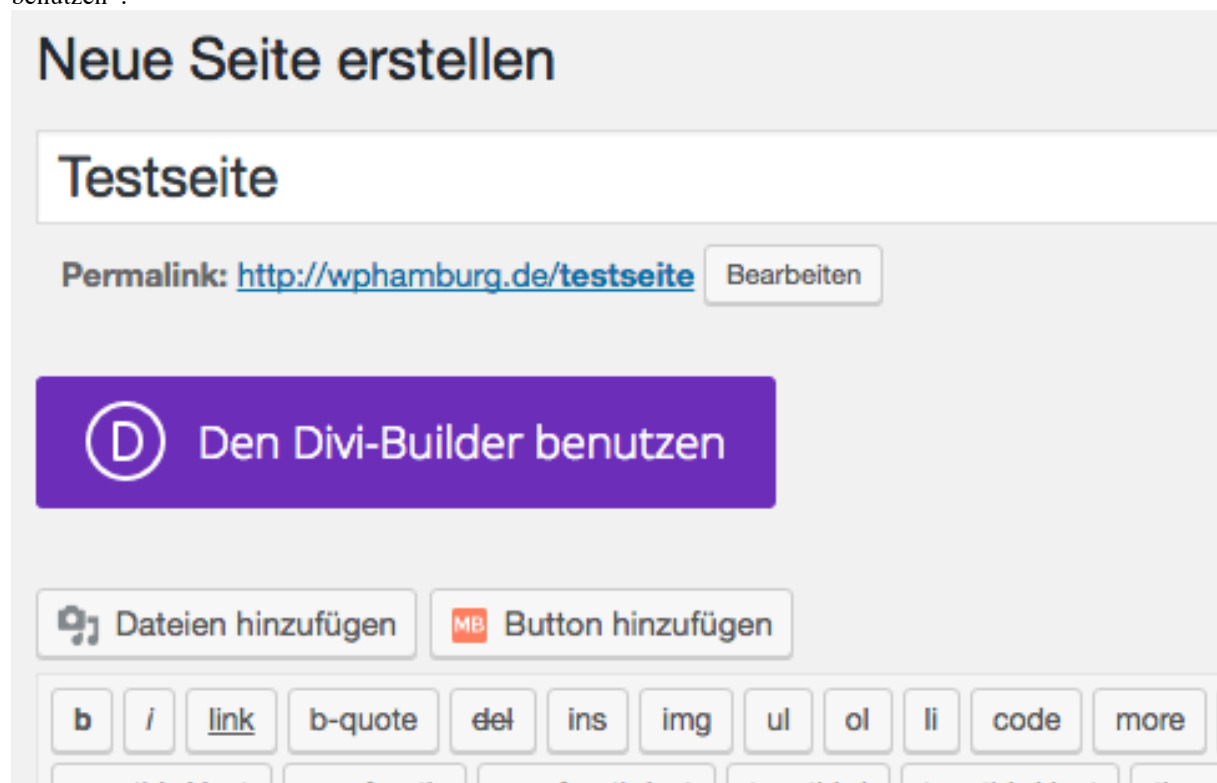 benutzen“.
Neue Seite erstellen
Testseite
Permalink: http://wphamburg.de/testseite Bearbeiten
D Den Divi-Builder benutzen
Dateien hinzufügen MB Button hinzufügen
b i link b-quote del ins img ul ol li code more